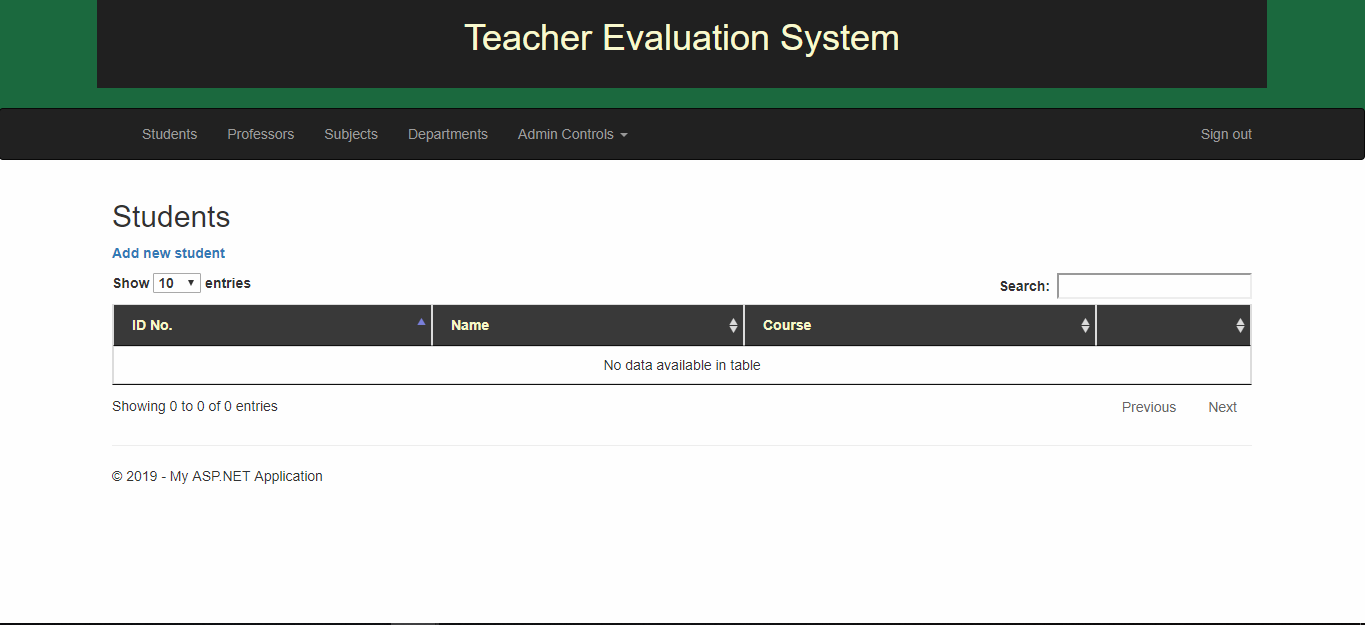 Teacher Evaluation System
Students Professors Subjects Departments Admin Controls Sign out
Students
Add new student
Show 10 entries Search:
ID No. Name Course
No data available in table
Showing 0 to 0 of 0 entries Previous Next
© 2019 - My ASP.NET Application